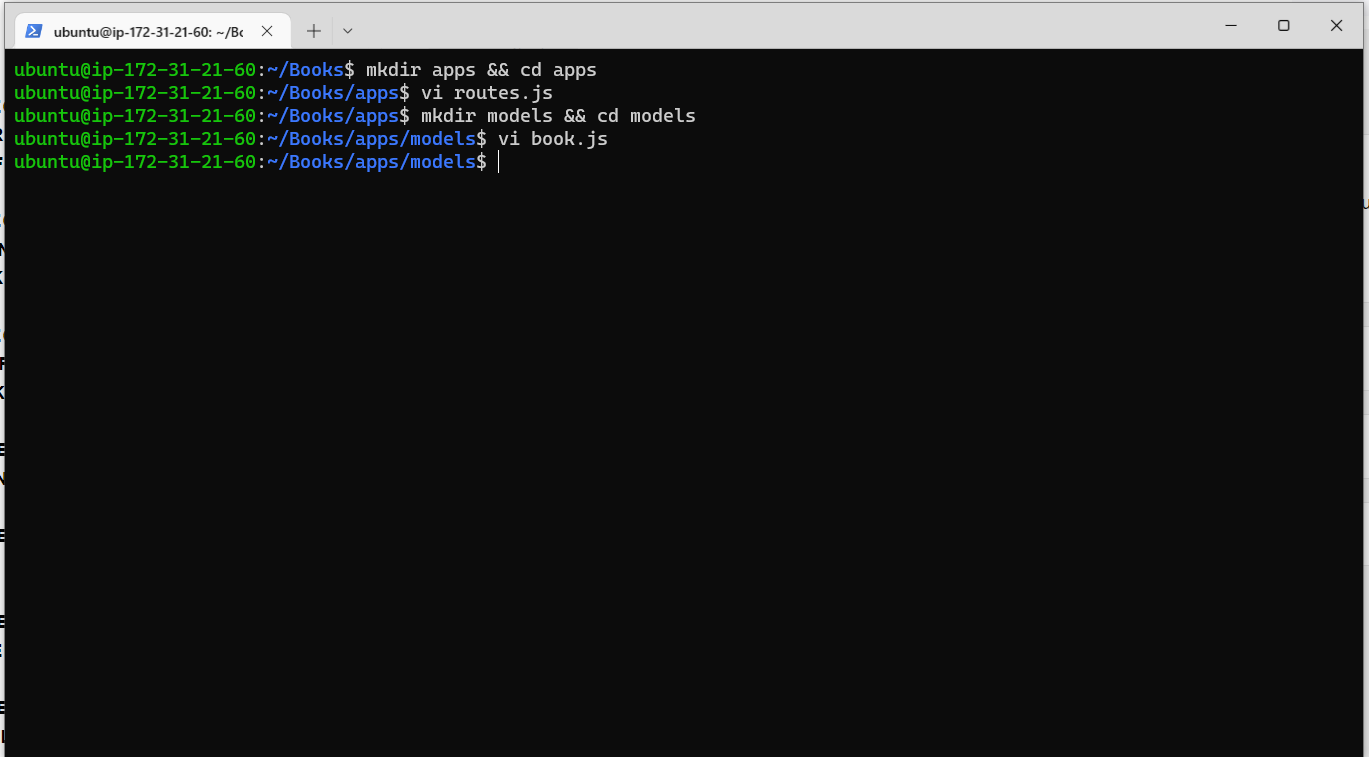 ubuntu@ip-172-31-21-60: ~/Bo
ubuntu@ip-172-31-21-60:~/Books$ mkdir apps && cd apps
ubuntu@ip-172-31-21-60:~/Books/apps$ vi routes.js
ubuntu@ip-172-31-21-60:~/Books/apps$ mkdir models && cd models
ubuntu@ip-172-31-21-60:~/Books/apps/models$ vi book.js
ubuntu@ip-172-31-21-60:~/Books/apps/models$